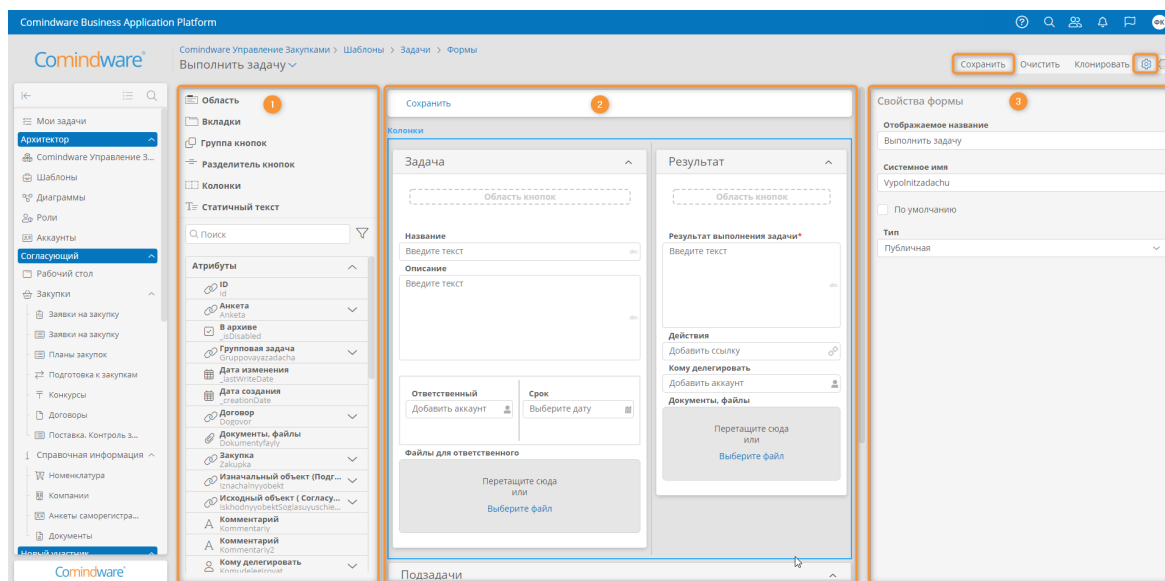 Comindware Business Application Platform
ФК
Comindware
Comindware Управление Закупками > Шаблоны > Задачи > Формы
Выполнить задачу
Сохранить Очистить Клонировать
Мои задачи
Архитектор
Comindware Управление З...
Шаблоны
Диаграммы
Роли
Аккаунты
Согласующий
Рабочий стол
Закупки
Заявки на закупку
Заявки на закупку
Планы закупок
Подготовка к закупкам
Конкурсы
Договоры
Поставка. Контроль з...
Справочная информация
Номенклатура
Компании
Анкеты саморегистра...
Документы
Новый участник
Comindware
1
Область
Вкладки
Группа кнопок
Разделитель кнопок
Колонки
Статичный текст
Поиск
Атрибуты
ID
id
Анкета
Anketa
В архиве
_isDisabled
Групповая задача
Gruppovayazadacha
Дата изменения
_lastWriteDate
Дата создания
_creationDate
Договор
Dogovor
Документы, файлы
Dokumentyfayly
Закупка
Zakupka
Изначальный объект (Подг...
Iznachalnyyobekt
Исходный объект ( Согласу...
IskhodnyyobektSoglasuyuschie...
Комментарий
Kommentariy
Комментарий
Kommentariy2
Кому делегировать
Komudelegirovat
2
Сохранить
Колонки
Задача
Область кнопок
Название
Введите текст
abc
Описание
Введите текст
abc
Ответственный
Добавить аккаунт
Срок
Выберите дату
Файлы для ответственного
Перетащите сюда
или
Выберите файл
Результат
Область кнопок
Результат выполнения задачи*
Введите текст
abc
Действия
Добавить ссылку
Кому делегировать
Добавить аккаунт
Документы, файлы
Перетащите сюда
или
Выберите файл
Подзадачи
3
Свойства формы
Отображаемое название
Выполнить задачу
Системное имя
Vypolnitzadachu
По умолчанию
Тип
Публичная